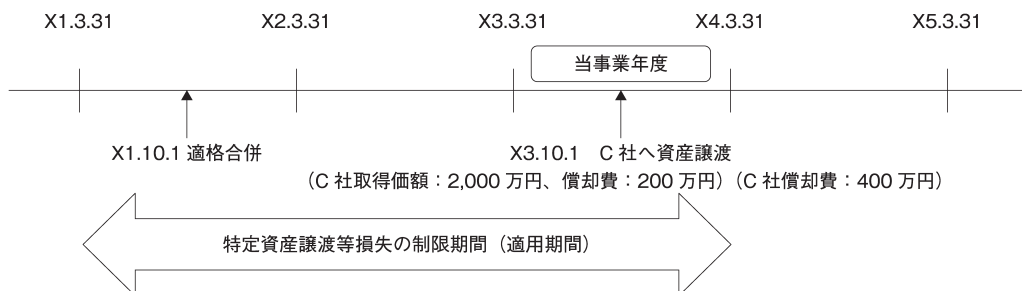 X1.3.31 X2.3.31 X3.3.31 X4.3.31 X5.3.31
当事業年度
X1.10.1 適格合併 X3.10.1 C 社へ資産譲渡
（C 社取得価額：2,000 万円、償却費：200 万円）（C 社償却費：400 万円）
特定資産譲渡等損失の制限期間（適用期間）